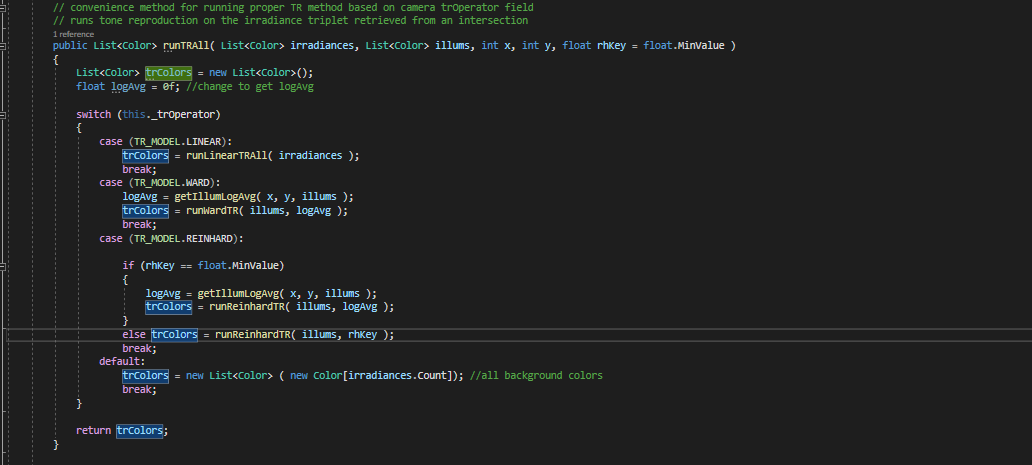 // convenience method for running proper TR method based on camera trOperator field
// runs tone reproduction on the irradiance triplet retrieved from an intersection
1 reference
public List<Color> runTRAll( List<Color> irradiances, List<Color> illums, int x, int y, float rhKey = float.MinValue )
{
List<Color> trColors = new List<Color>();
float logAvg = 0f; //change to get logAvg
switch (this._trOperator)
{
case (TR_MODEL.LINEAR):
trColors = runLinearTRAll( irradiances );
break;
case (TR_MODEL.WARD):
logAvg = getIllumLogAvg( x, y, illums );
trColors = runWardTR( illums, logAvg );
break;
case (TR_MODEL.REINHARD):
if (rhKey == float.MinValue)
{
logAvg = getIllumLogAvg( x, y, illums );
trColors = runReinhardTR( illums, logAvg );
}
else trColors = runReinhardTR( illums, rhKey );
break;
default:
trColors = new List<Color> ( new Color[irradiances.Count]); //all background colors
break;
}
return trColors;
}